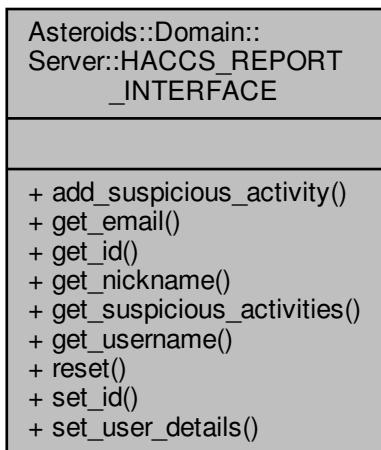 Asteroids::Domain::
Server::HACCS_REPORT
_INTERFACE
+ add_suspicious_activity()
+ get_email()
+ get_id()
+ get_nickname()
+ get_suspicious_activities()
+ get_username()
+ reset()
+ set_id()
+ set_user_details()